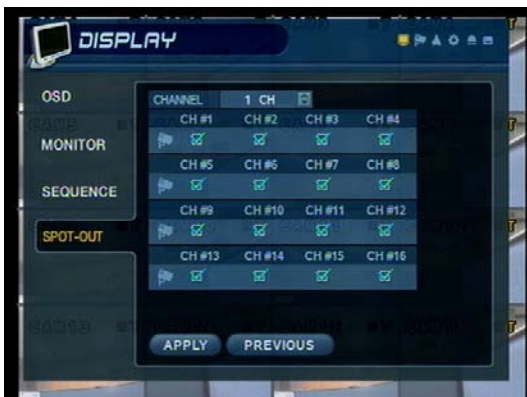 DISPLAY
OSD
MONITOR
SEQUENCE
SPOT-OUT
CHANNEL 1 CH
CH #1 CH #2 CH #3 CH #4
CH #5 CH #6 CH #7 CH #8
CH #9 CH #10 CH #11 CH #12
CH #13 CH #14 CH #15 CH #16
APPLY PREVIOUS